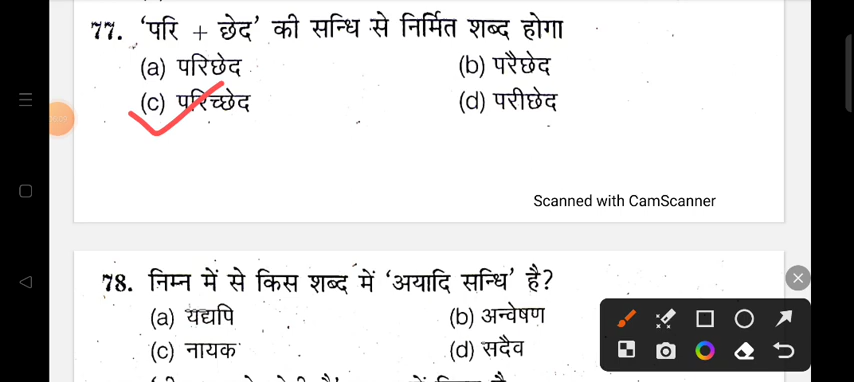 77. ‘परि + छेद’ की सन्धि से निर्मित शब्द होगा
(a) परिछेद (b) परैछेद
(c) परिच्छेद (d) परीछेद
Scanned with CamScanner
78. निम्न में से किस शब्द में ‘अयादि सन्धि’ है?
(a) यद्यपि (b) अन्वेषण
(c) नायक (d) सदैव